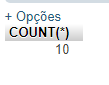 + Opções
COUNT(*)
10